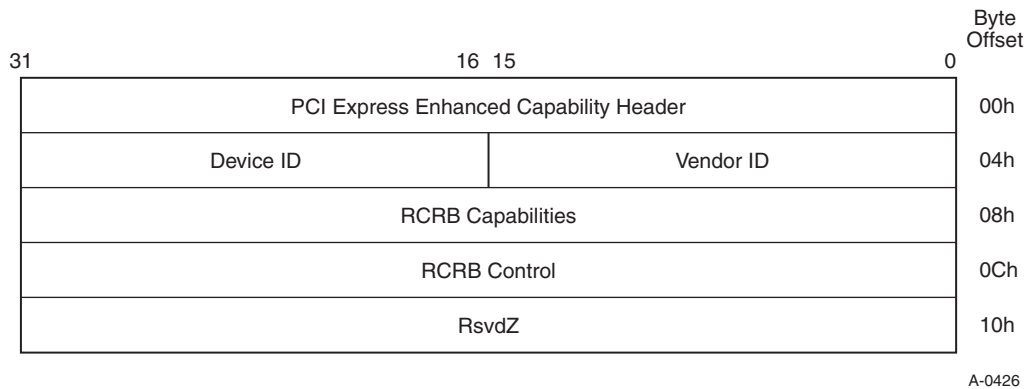 Byte
Offset
31 16 15 0
PCI Express Enhanced Capability Header 00h
Device ID Vendor ID 04h
RCRB Capabilities 08h
RCRB Control 0Ch
RsvdZ 10h
A-0426